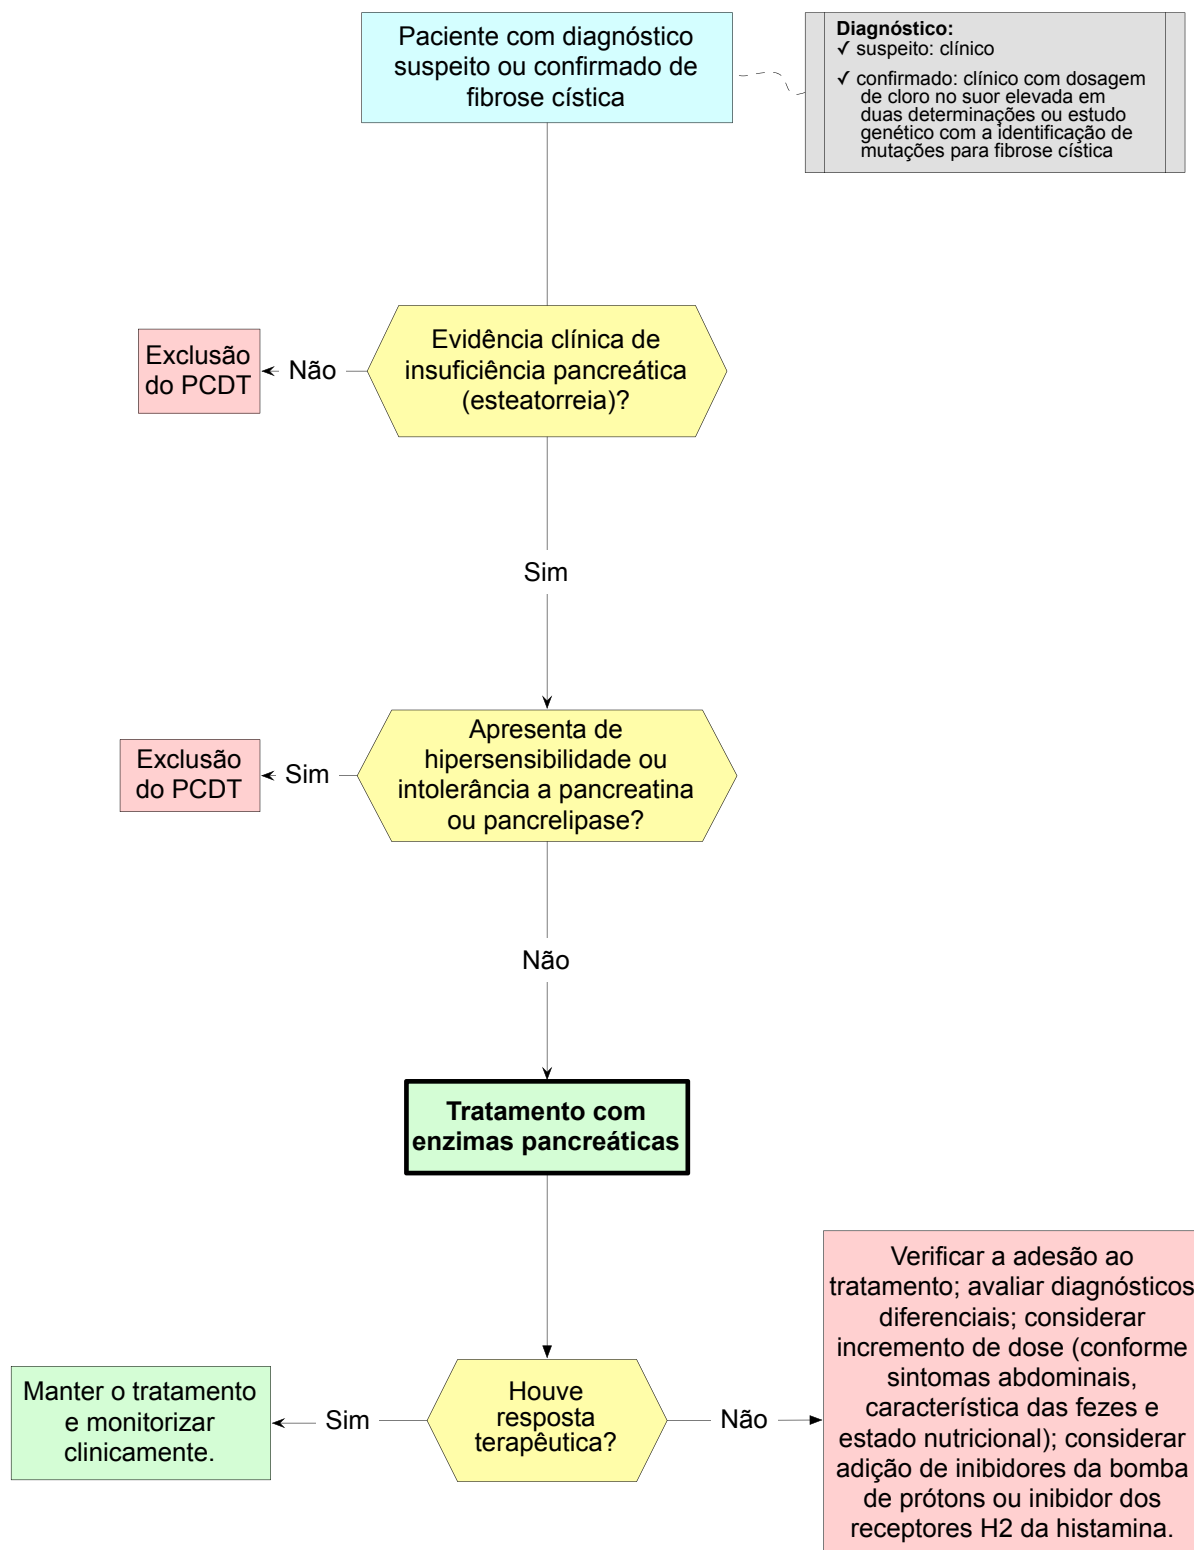 Paciente com diagnóstico
suspeito ou confirmado de
fibrose cística
Diagnóstico:
✓ suspeito: clínico
✓ confirmado: clínico com dosagem
de cloro no suor elevada em
duas determinações ou estudo
genético com a identificação de
mutações para fibrose cística
Evidência clínica de
insuficiência pancreática
(esteatorreia)?
Não
Exclusão
do PCDT
Sim
Apresenta de
hipersensibilidade ou
intolerância a pancreatina
ou pancrelipase?
Sim
Exclusão
do PCDT
Não
Tratamento com
enzimas pancreáticas
Houve
resposta
terapêutica?
Sim
Manter o tratamento
e monitorizar
clinicamente.
Não
Verificar a adesão ao
tratamento; avaliar diagnósticos
diferenciais; considerar
incremento de dose (conforme
sintomas abdominais,
característica das fezes e
estado nutricional); considerar
adição de inibidores da bomba
de prótons ou inibidor dos
receptores H2 da histamina.